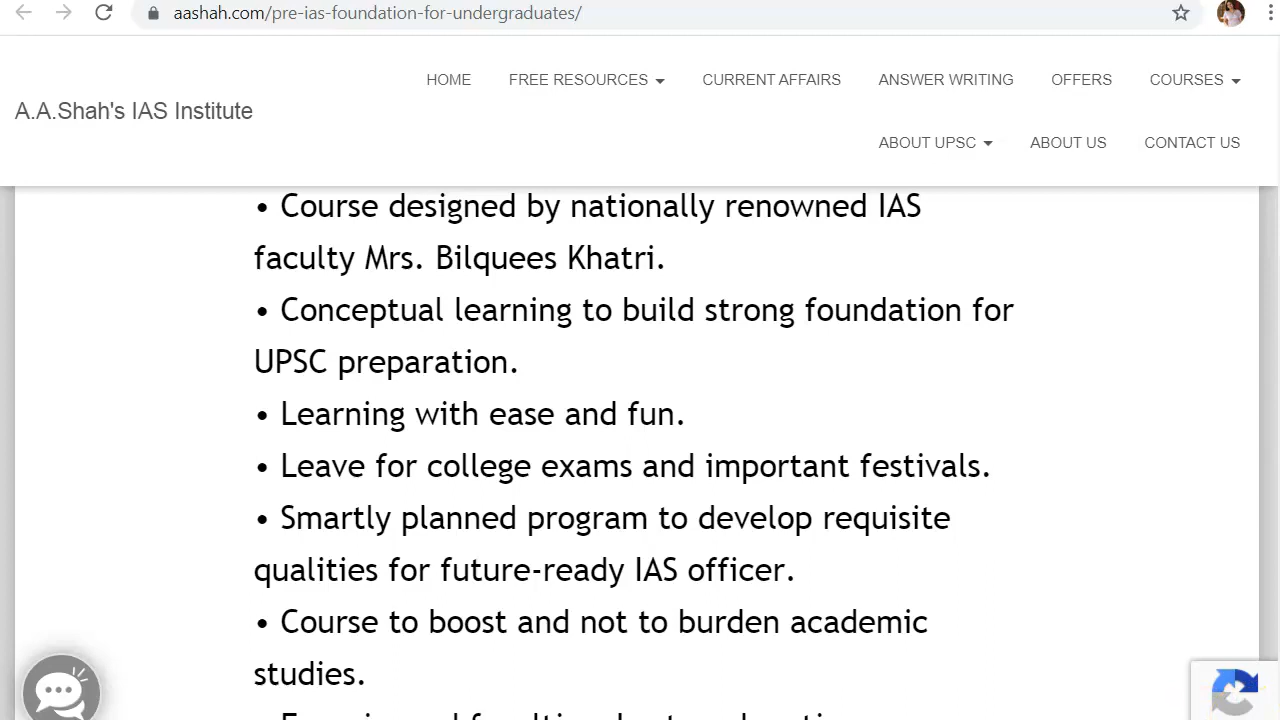 aashah.com/pre-ias-foundation-for-undergraduates/
HOME FREE RESOURCES CURRENT AFFAIRS ANSWER WRITING OFFERS COURSES
A.A.Shah's IAS Institute
ABOUT UPSC ABOUT US CONTACT US
• Course designed by nationally renowned IAS
faculty Mrs. Bilquees Khatri.
• Conceptual learning to build strong foundation for
UPSC preparation.
• Learning with ease and fun.
• Leave for college exams and important festivals.
• Smartly planned program to develop requisite
qualities for future-ready IAS officer.
• Course to boost and not to burden academic
studies.